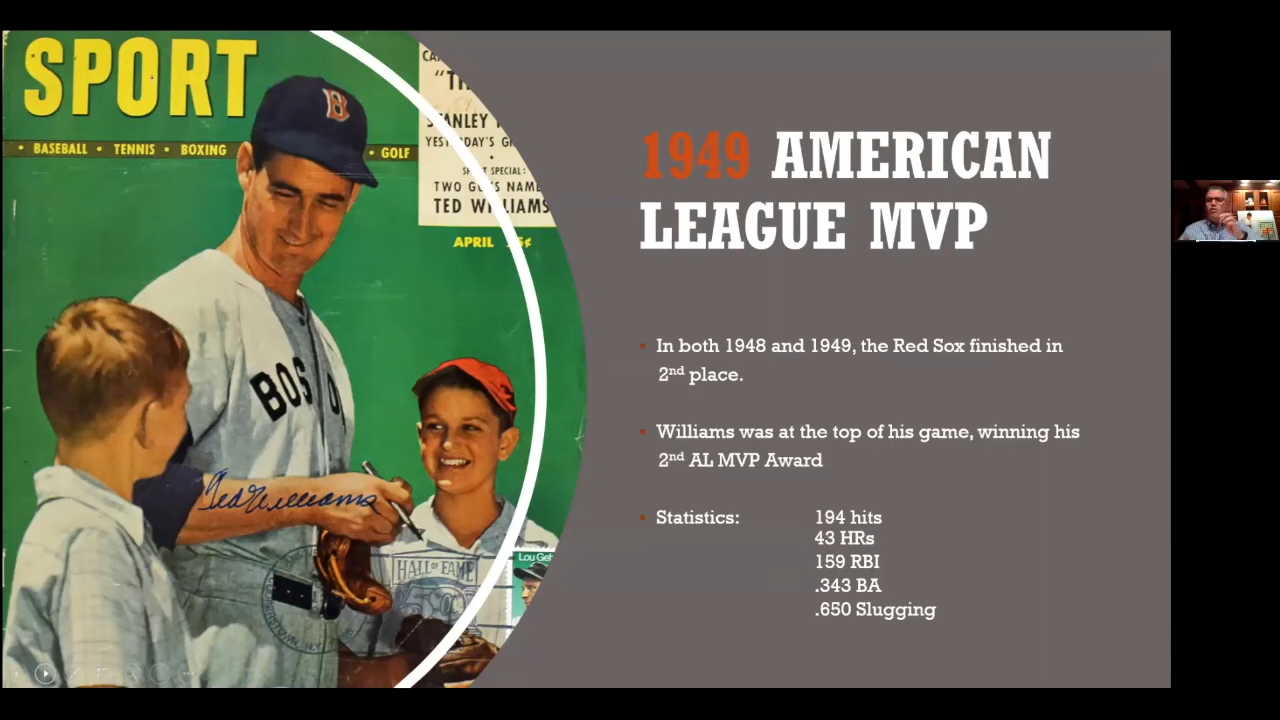 SPORT
• BASEBALL • TENNIS • BOXING • GOLF
TWO GUYS NAME
TED WILLIAMS
APRIL 25¢
BOSTON
B
Ted Williams
HALL OF FAME
Lou Geh
1949 AMERICAN
LEAGUE MVP
In both 1948 and 1949, the Red Sox finished in
2nd place.
Williams was at the top of his game, winning his
2nd AL MVP Award
Statistics: 194 hits
43 HRs
159 RBI
.343 BA
.650 Slugging